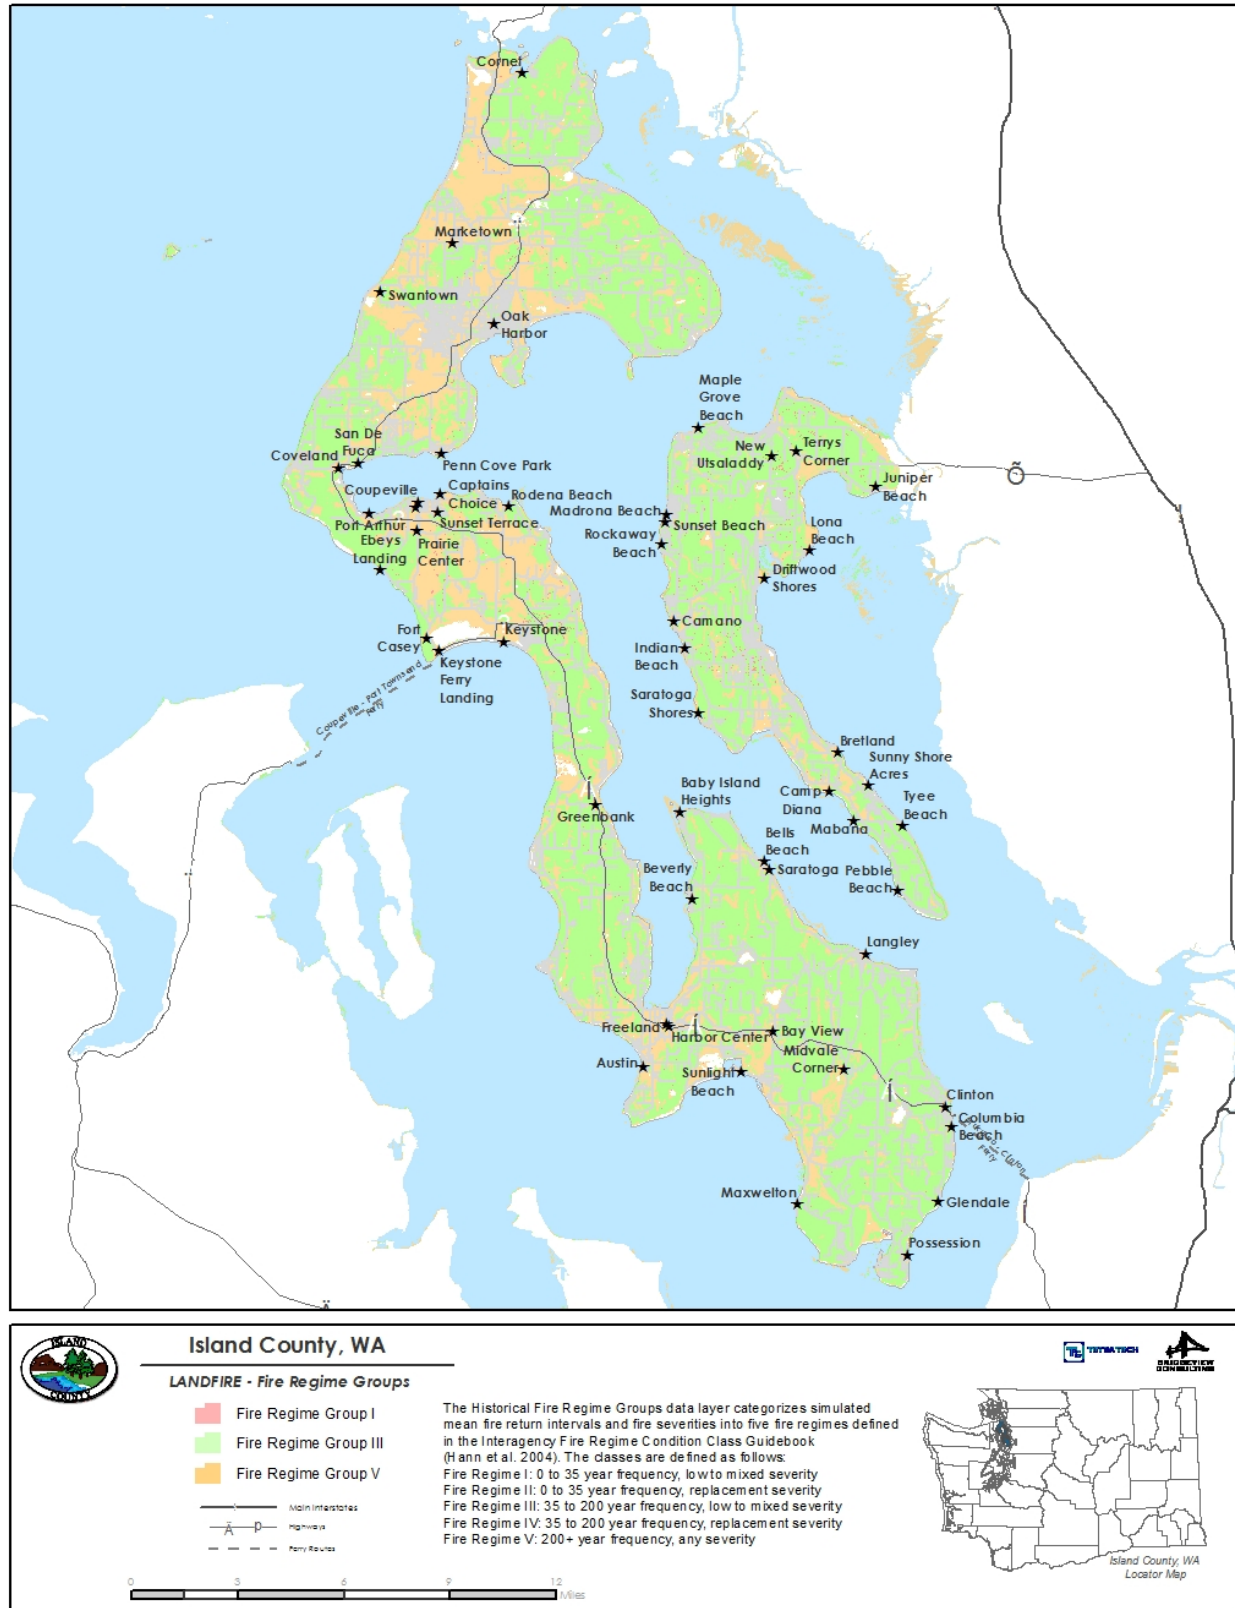 Cornet
Marketown
Swantown
Oak
Harbor
Maple
Grove
Beach
San De
Fuca
Coveland
New
Utsaladdy
Terrys
Corner
Penn Cove Park
Juniper
Beach
Coupeville
Captains
Choice
Rodena Beach
Madrona Beach
Port Arthur
Sunset Terrace
Sunset Beach
Lona
Beach
Ebeys
Landing
Prairie
Center
Rockaway
Beach
Driftwood
Shores
Fort
Casey
Keystone
Camano
Keystone
Ferry
Landing
Indian
Beach
Coupeville - Port Townsend
Ferry
Saratoga
Shores
Bretland
Sunny Shore
Acres
Baby Island
Heights
Camp
Diana
Tyee
Beach
Greenbank
Mabana
Bells
Beach
Beverly
Beach
Saratoga
Pebble
Beach
Langley
Freeland
Harbor Center
Bay View
Midvale
Corner
Austin
Sunlight
Beach
Clinton
Columbia
Beach
Ferry
Maxwelton
Glendale
Possession
ISLAND
COUNTY
Island County, WA
LANDFIRE - Fire Regime Groups
Fire Regime Group I
Fire Regime Group III
Fire Regime Group V
Main Interstates
Highways
Ferry Routes
The Historical Fire Regime Groups data layer categorizes simulated
mean fire return intervals and fire severities into five fire regimes defined
in the Interagency Fire Regime Condition Class Guidebook
(Hann et al. 2004). The classes are defined as follows:
Fire Regime I: 0 to 35 year frequency, low to mixed severity
Fire Regime II: 0 to 35 year frequency, replacement severity
Fire Regime III: 35 to 200 year frequency, low to mixed severity
Fire Regime IV: 35 to 200 year frequency, replacement severity
Fire Regime V: 200+ year frequency, any severity
TETRA TECH
BRIDGEVIEW
CONSULTING
Island County, WA
Locator Map
0 3 6 9 12
Miles